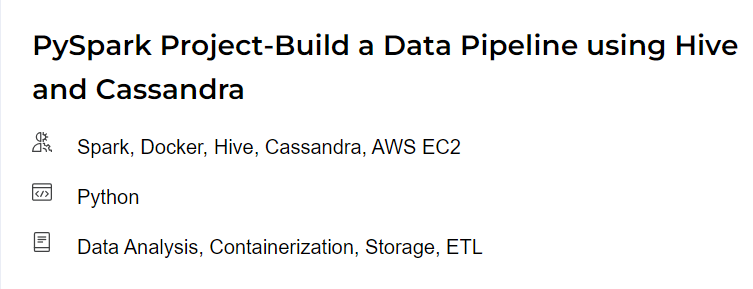 PySpark Project-Build a Data Pipeline using Hive
and Cassandra
Spark, Docker, Hive, Cassandra, AWS EC2
Python
Data Analysis, Containerization, Storage, ETL